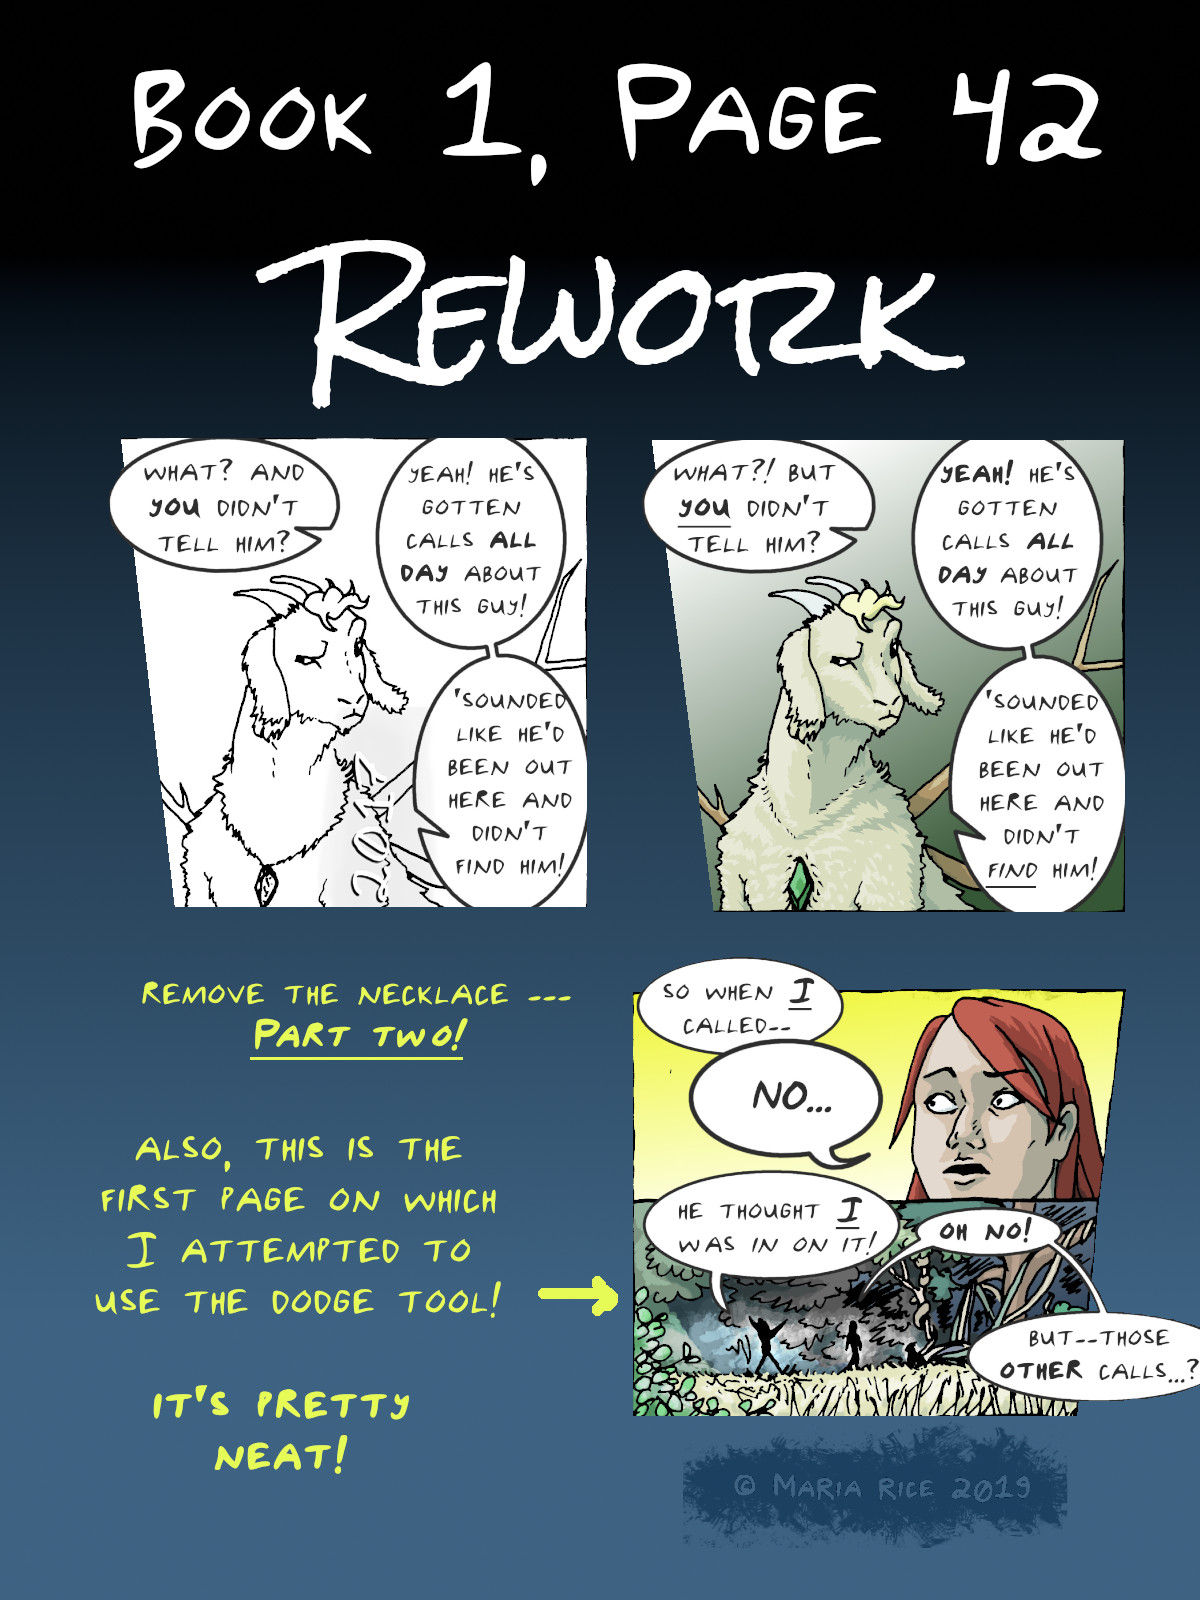 BOOK 1, PAGE 42
REWORK
WHAT? AND
YOU DIDN'T
TELL HIM?
YEAH! HE'S
GOTTEN
CALLS ALL
DAY ABOUT
THIS GUY!
'SOUNDED
LIKE HE'D
BEEN OUT
HERE AND
DIDN'T
FIND HIM!
WHAT?! BUT
YOU DIDN'T
TELL HIM?
YEAH! HE'S
GOTTEN
CALLS ALL
DAY ABOUT
THIS GUY!
'SOUNDED
LIKE HE'D
BEEN OUT
HERE AND
DIDN'T
FIND HIM!
REMOVE THE NECKLACE ---
PART TWO!
ALSO, THIS IS THE
FIRST PAGE ON WHICH
I ATTEMPTED TO
USE THE DODGE TOOL!
IT'S PRETTY
NEAT!
SO WHEN I
CALLED--
NO...
HE THOUGHT I
WAS IN ON IT!
OH NO!
BUT--THOSE
OTHER CALLS...?
© MARIA RICE 2019